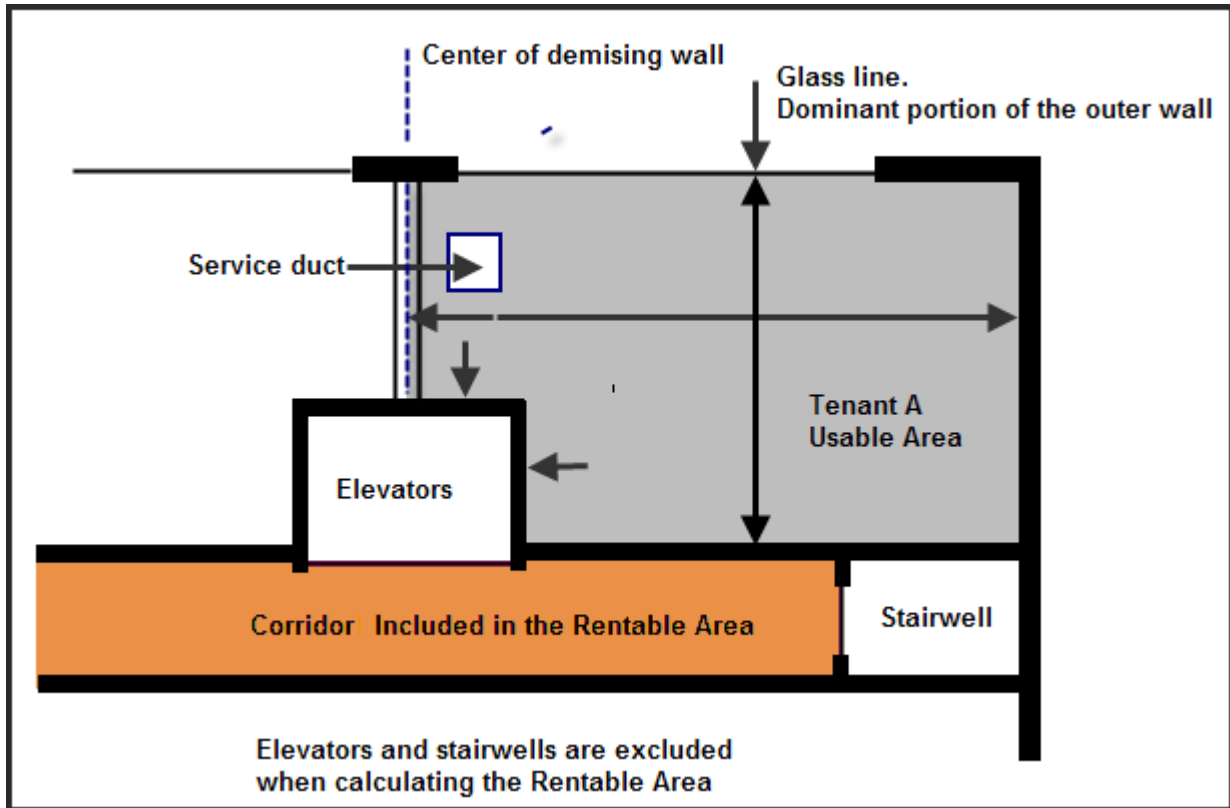 Center of demising wall
Glass line.
Dominant portion of the outer wall
Service duct
Tenant A
Usable Area
Elevators
Corridor Included in the Rentable Area
Stairwell
Elevators and stairwells are excluded
when calculating the Rentable Area